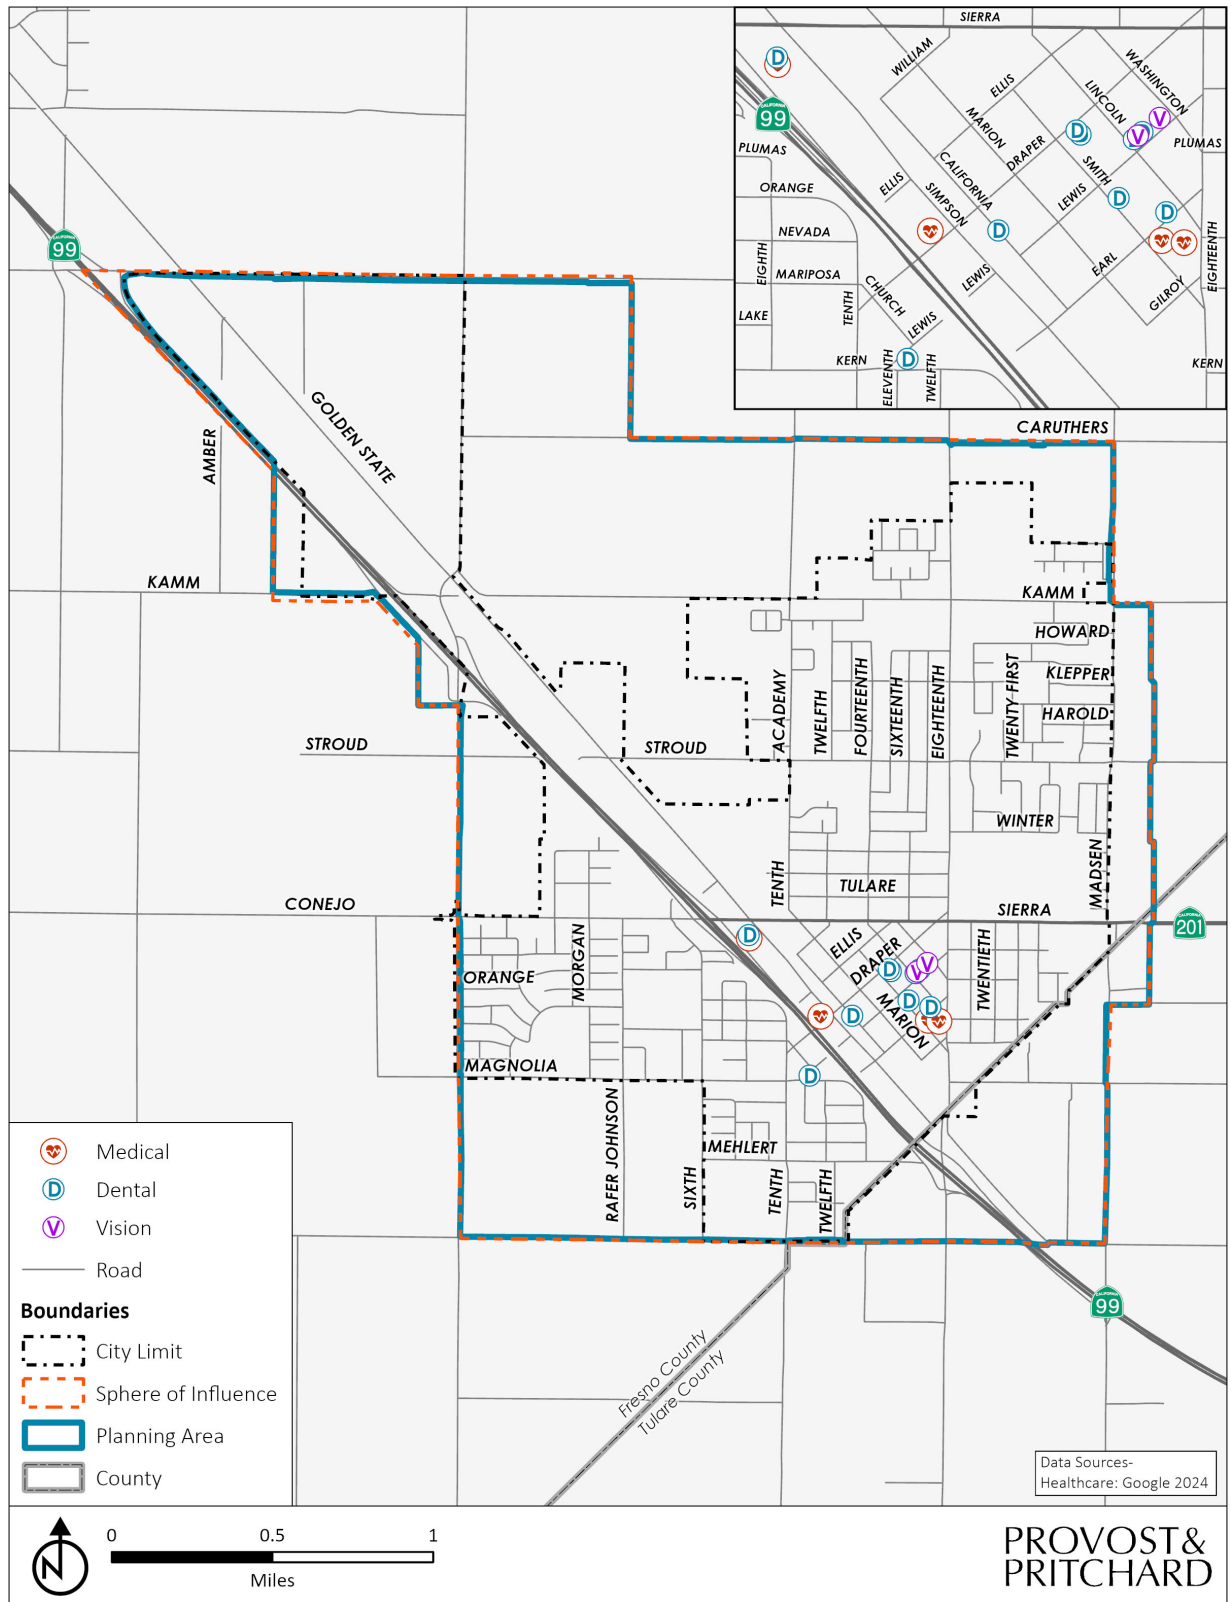 SIERRA
WILLIAM
WASHINGTON
ELLIS
LINCOLN
D
CALIFORNIA
99
MARION
V
D
V
PLUMAS
PLUMAS
DRAPER
SMITH
CALIFORNIA
ELLIS
ORANGE
SIMPSON
LEWIS
D
D
NEVADA
D
EIGHTH
MARIPOSA
LEWIS
EARL
EIGHTEENTH
CHURCH
TENTH
GILROY
LAKE
LEWIS
KERN
D
KERN
ELEVENTH
TWELFTH
CALIFORNIA
99
CARUTHERS
GOLDEN STATE
AMBER
KAMM
KAMM
HOWARD
KLEPPER
HAROLD
ACADEMY
TWELFTH
FOURTEENTH
SIXTEENTH
EIGHTEENTH
TWENTY FIRST
STROUD
STROUD
WINTER
MADSEN
TENTH
TULARE
CONEJO
SIERRA
CALIFORNIA
201
D
ELLIS
DRAPER
MORGAN
TWENTIETH
ORANGE
D
V
V
D
D
D
MARION
MAGNOLIA
D
RAFER JOHNSON
SIXTH
MEHLERT
TENTH
TWELFTH
CALIFORNIA
99
Fresno County
Tulare County
Medical
D Dental
V Vision
Road
Boundaries
City Limit
Sphere of Influence
Planning Area
County
Data Sources-
Healthcare: Google 2024
N
0 0.5 1
Miles
PROVOST&
PRITCHARD